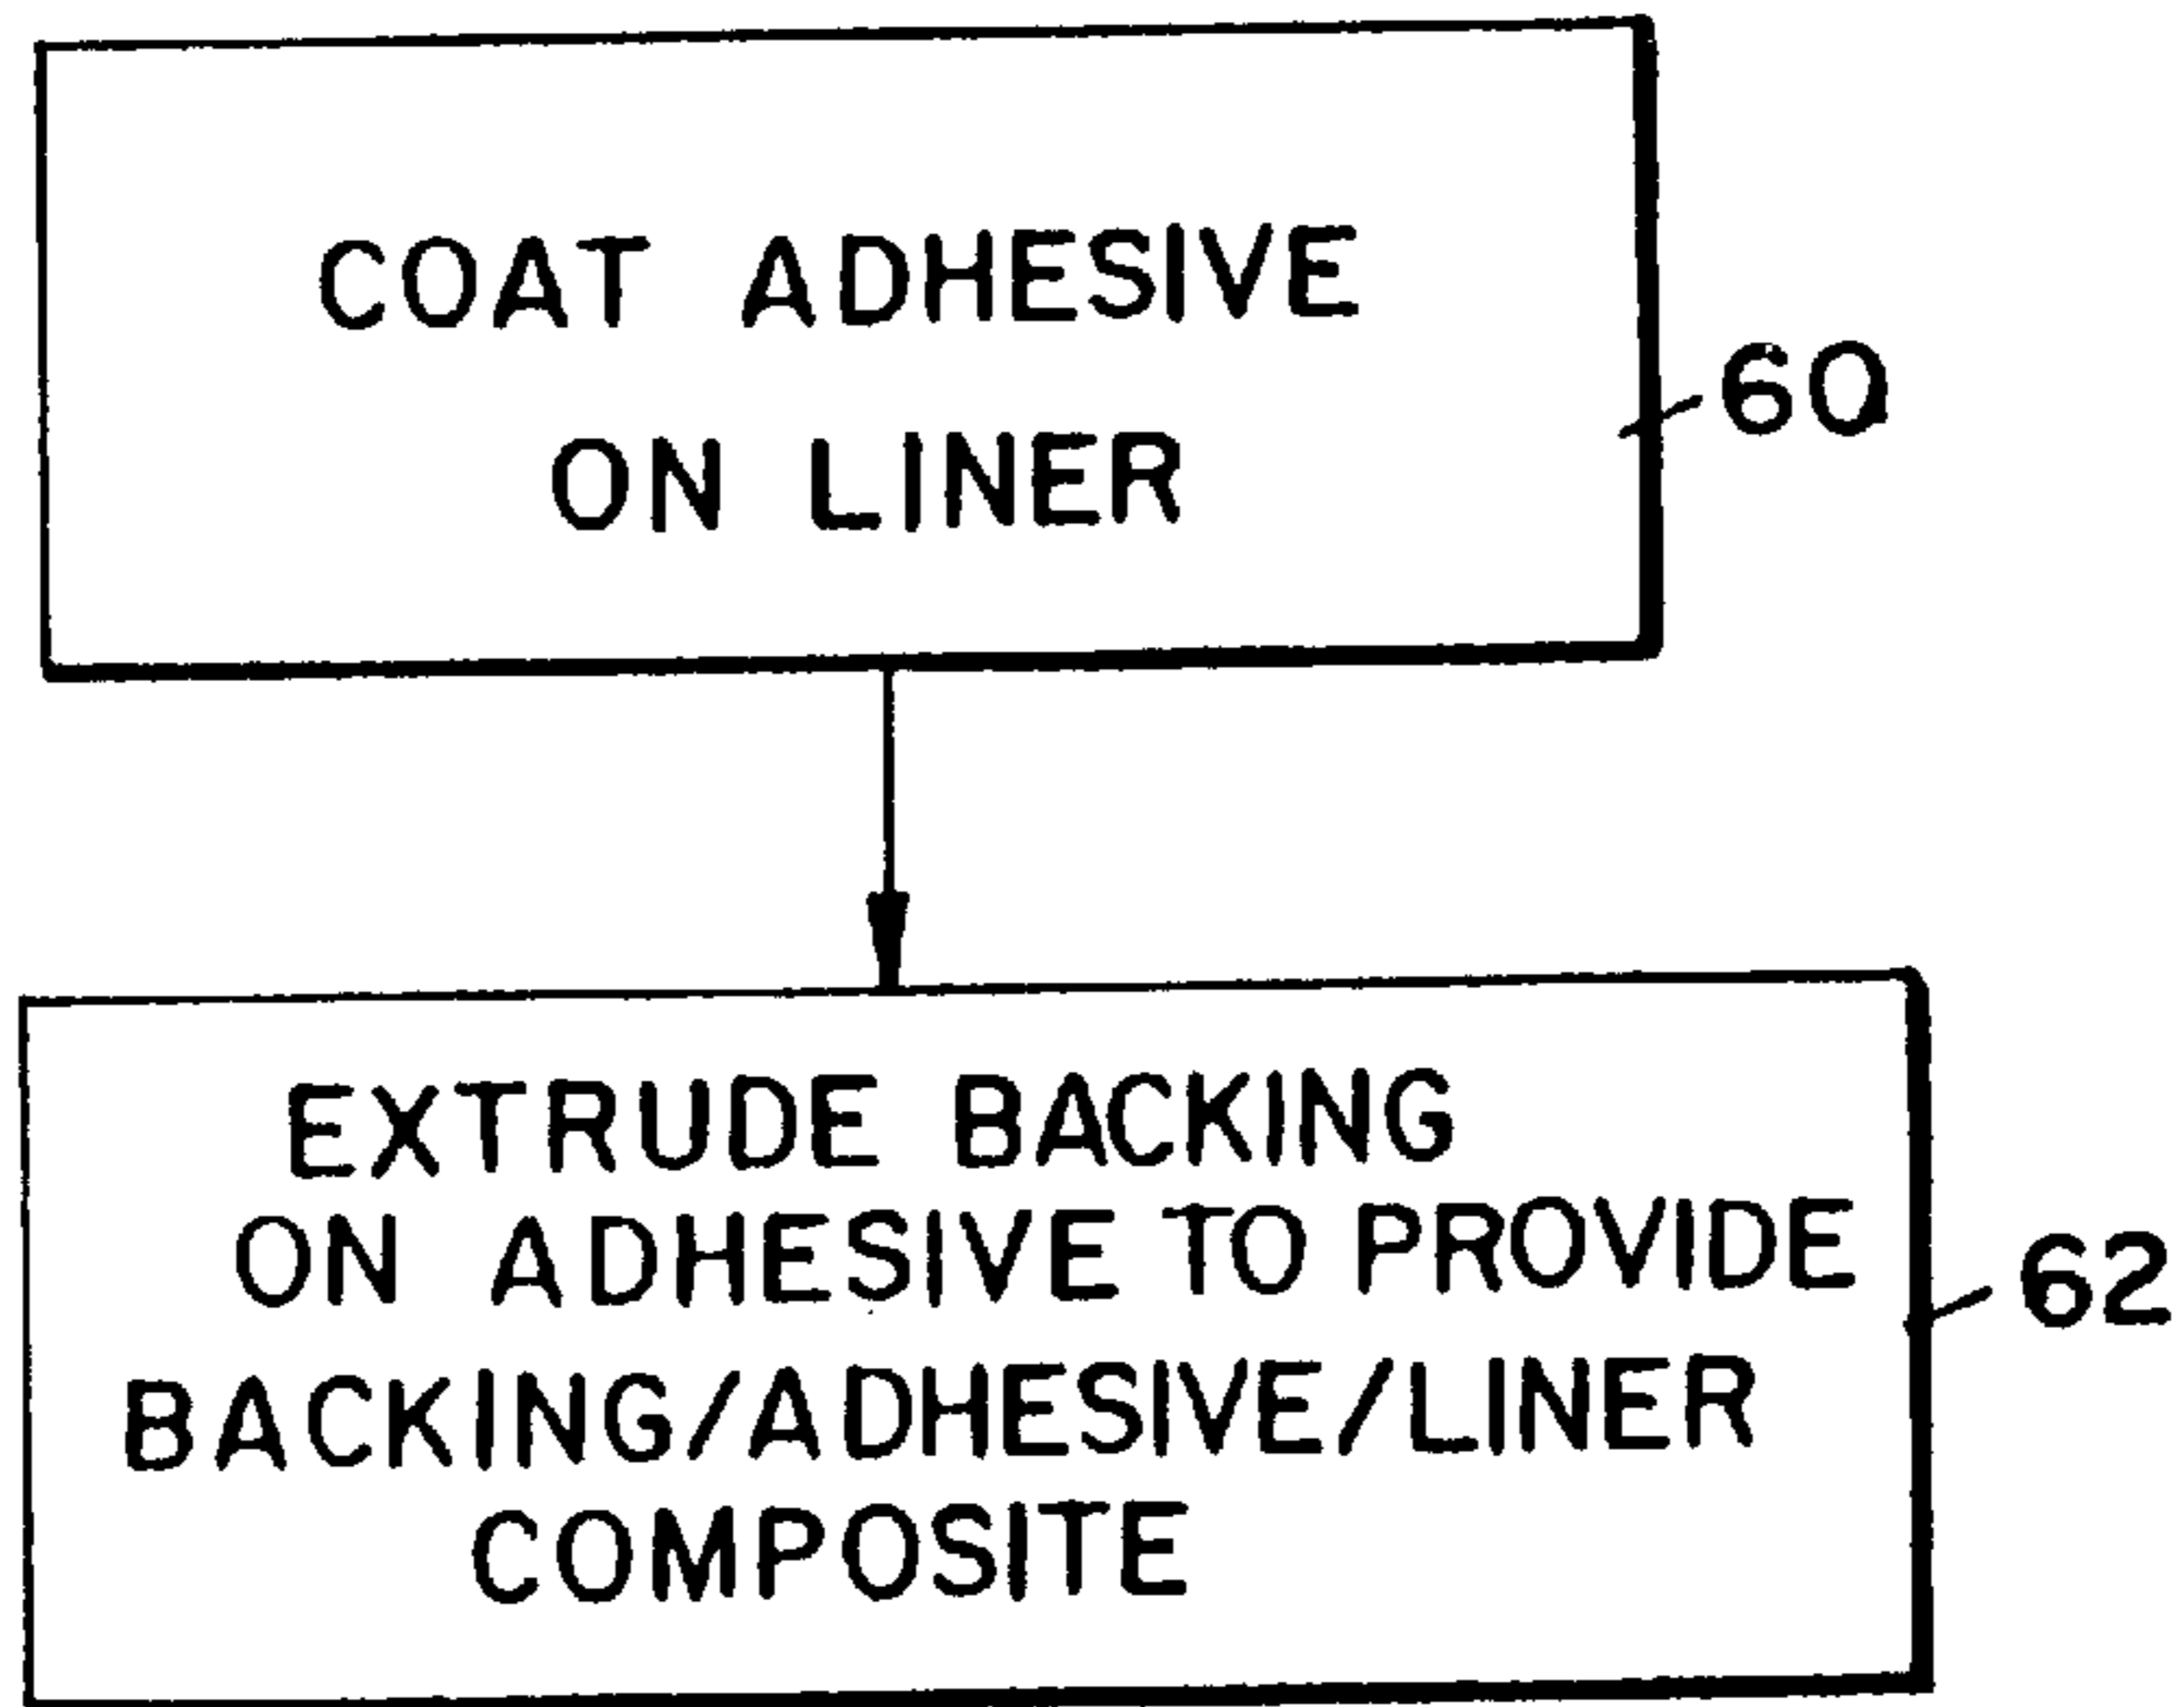 COAT ADHESIVE
ON LINER
60
EXTRUDE BACKING
ON ADHESIVE TO PROVIDE
BACKING/ADHESIVE/LINER
COMPOSITE
62